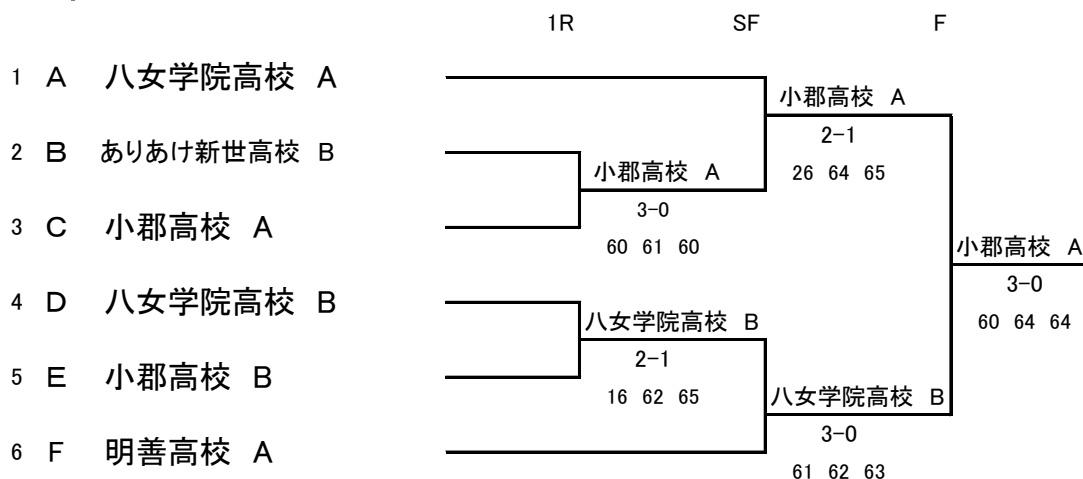 1R SF F
1 A 八女学院高校 A
小郡高校 A
2-1
2 B ありあけ新世高校 B
26 64 65
小郡高校 A
3-0
3 C 小郡高校 A
60 61 60
小郡高校 A
3-0
4 D 八女学院高校 B
60 64 64
八女学院高校 B
2-1
5 E 小郡高校 B
16 62 65
八女学院高校 B
3-0
6 F 明善高校 A
61 62 63